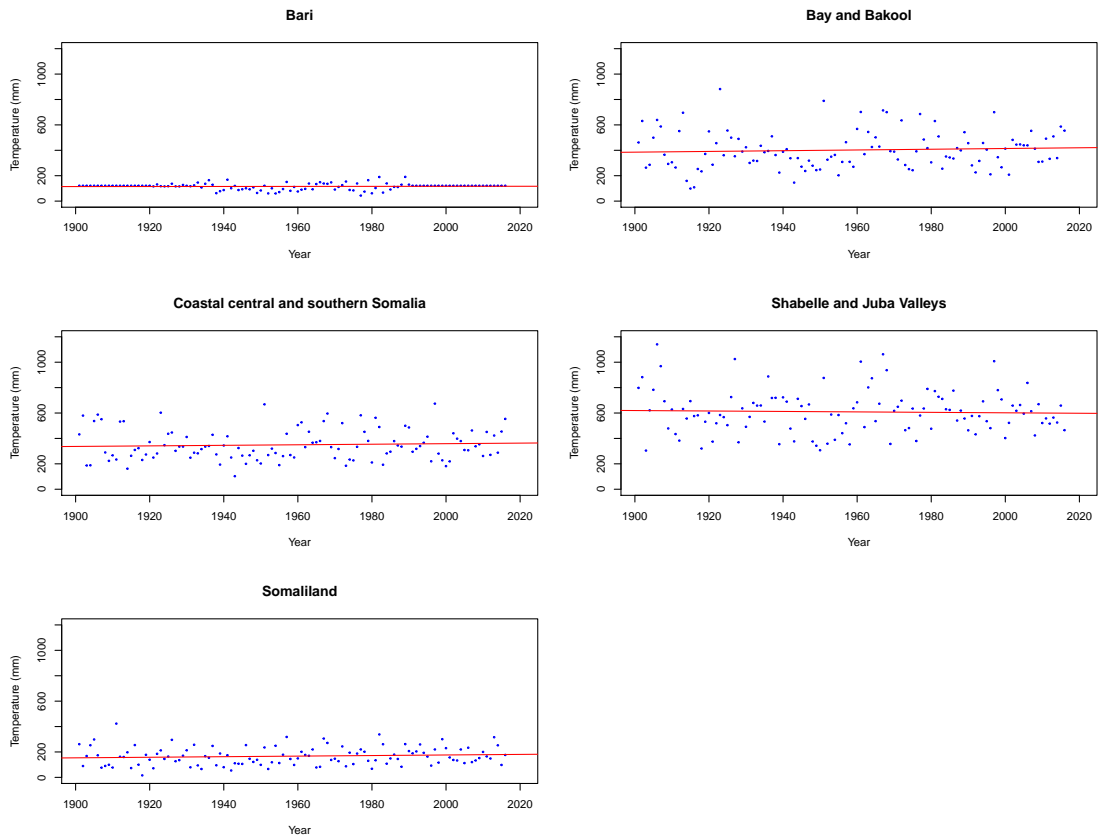 Bari
Temperature (mm)
0 200 600 1000
1900 1920 1940 1960 1980 2000 2020
Year
Bay and Bakool
Temperature (mm)
0 200 600 1000
1900 1920 1940 1960 1980 2000 2020
Year
Coastal central and southern Somalia
Temperature (mm)
0 200 600 1000
1900 1920 1940 1960 1980 2000 2020
Year
Shabelle and Juba Valleys
Temperature (mm)
0 200 600 1000
1900 1920 1940 1960 1980 2000 2020
Year
Somaliland
Temperature (mm)
0 200 600 1000
1900 1920 1940 1960 1980 2000 2020
Year